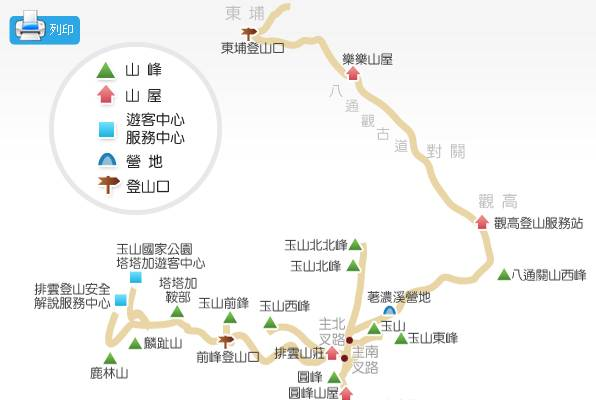 列印
山 峰
山 屋
遊客中心
服務中心
營 地
登山口
東 埔
東埔登山口
樂樂山屋
八通觀古道
對 關
觀 高
觀高登山服務站
八通關山西峰
玉山北北峰
玉山北峰
荖濃溪營地
玉山
玉山東峰
主北
叉路
主南
叉路
排雲山莊
圓峰
圓峰山屋
玉山西峰
玉山前鋒
前峰登山口
塔塔加
鞍部
玉山國家公園
塔塔加遊客中心
排雲登山安全
解說服務中心
麟趾山
鹿林山